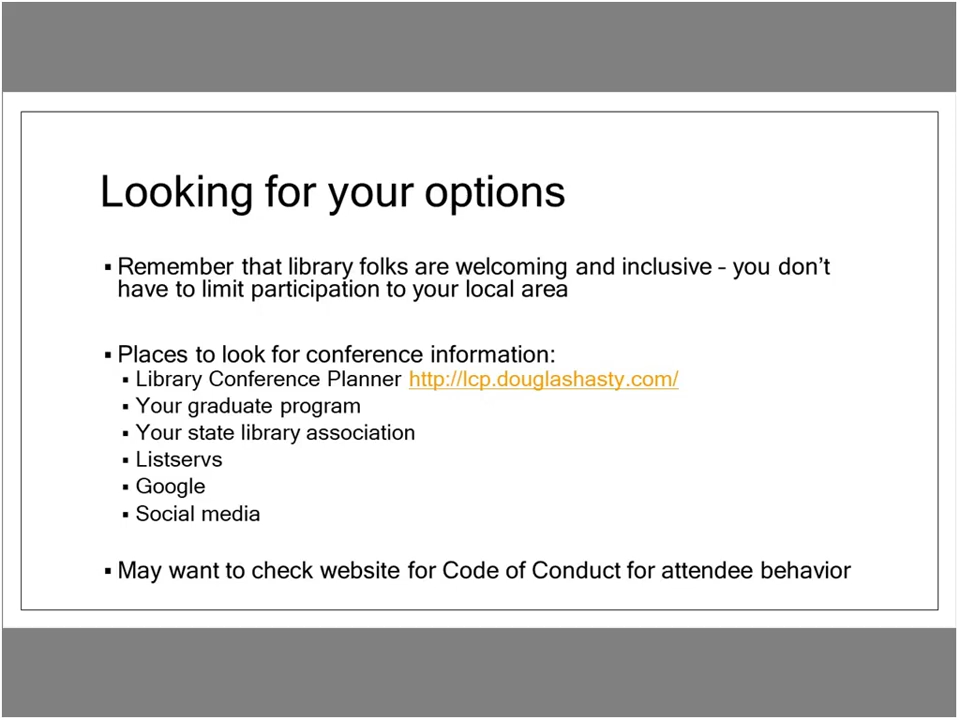 Looking for your options
▪ Remember that library folks are welcoming and inclusive - you don't
have to limit participation to your local area
▪ Places to look for conference information:
▪ Library Conference Planner http://lcp.douglashasty.com/
▪ Your graduate program
▪ Your state library association
▪ Listservs
▪ Google
▪ Social media
▪ May want to check website for Code of Conduct for attendee behavior